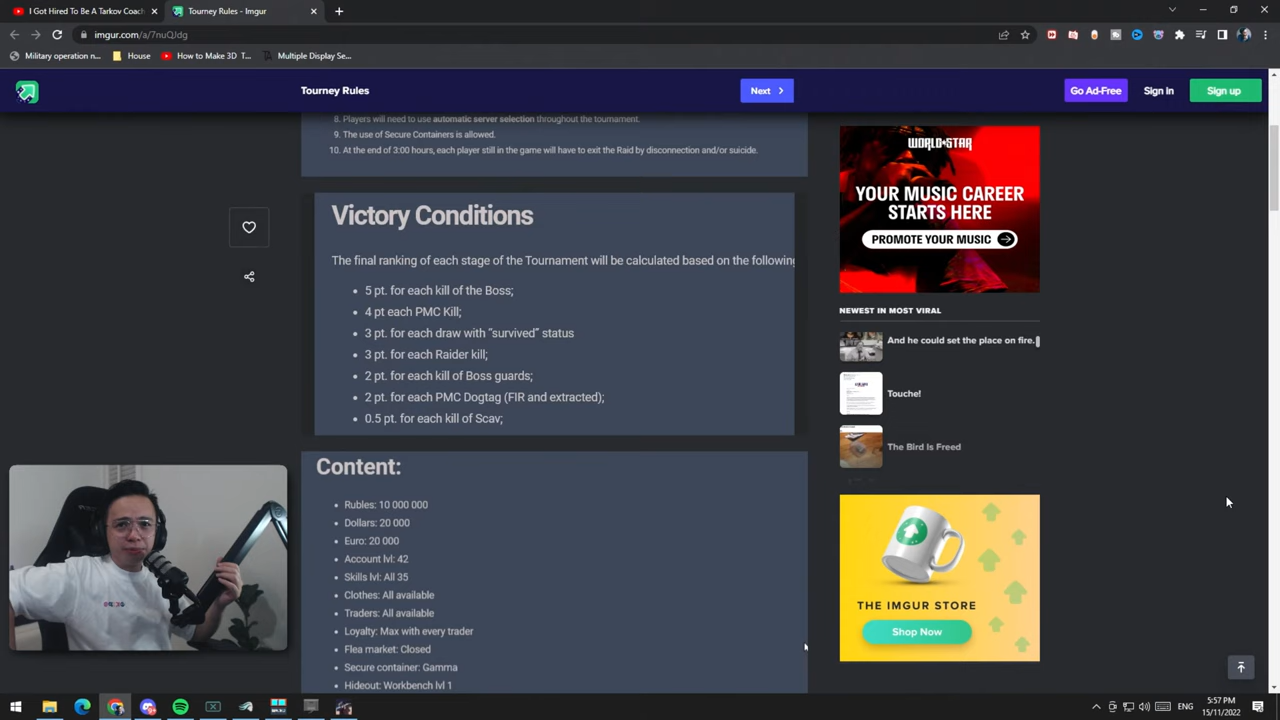 I Got Hired To Be A Tarkov Coac
Tourney Rules - Imgur
imgur.com/a/7nuQJdg
Military operation n...
House
How to Make 3D T...
Multiple Display Se...
Tourney Rules
Next
Go Ad-Free
Sign in
Sign up
8. Players will need to use automatic server selection throughout the tournament.
9. The use of Secure Containers is allowed.
10. At the end of 3:00 hours, each player still in the game will have to exit the Raid by disconnection and/or suicide.
Victory Conditions
The final ranking of each stage of the Tournament will be calculated based on the following
5 pt. for each kill of the Boss;
4 pt each PMC Kill;
3 pt. for each draw with "survived" status
3 pt. for each Raider kill;
2 pt. for each kill of Boss guards;
2 pt. for each PMC Dogtag (FIR and extracted);
0.5 pt. for each kill of Scav;
Content:
Rubles: 10 000 000
Dollars: 20 000
Euro: 20 000
Account lvl: 42
Skills lvl: All 35
Clothes: All available
Traders: All available
Loyalty: Max with every trader
Flea market: Closed
Secure container: Gamma
Hideout: Workbench lvl 1
WORLDSTAR
YOUR MUSIC CAREER
STARTS HERE
PROMOTE YOUR MUSIC
NEWEST IN MOST VIRAL
And he could set the place on fire.
Touche!
The Bird Is Freed
THE IMGUR STORE
Shop Now
ENG
5:57 PM
15/11/2022